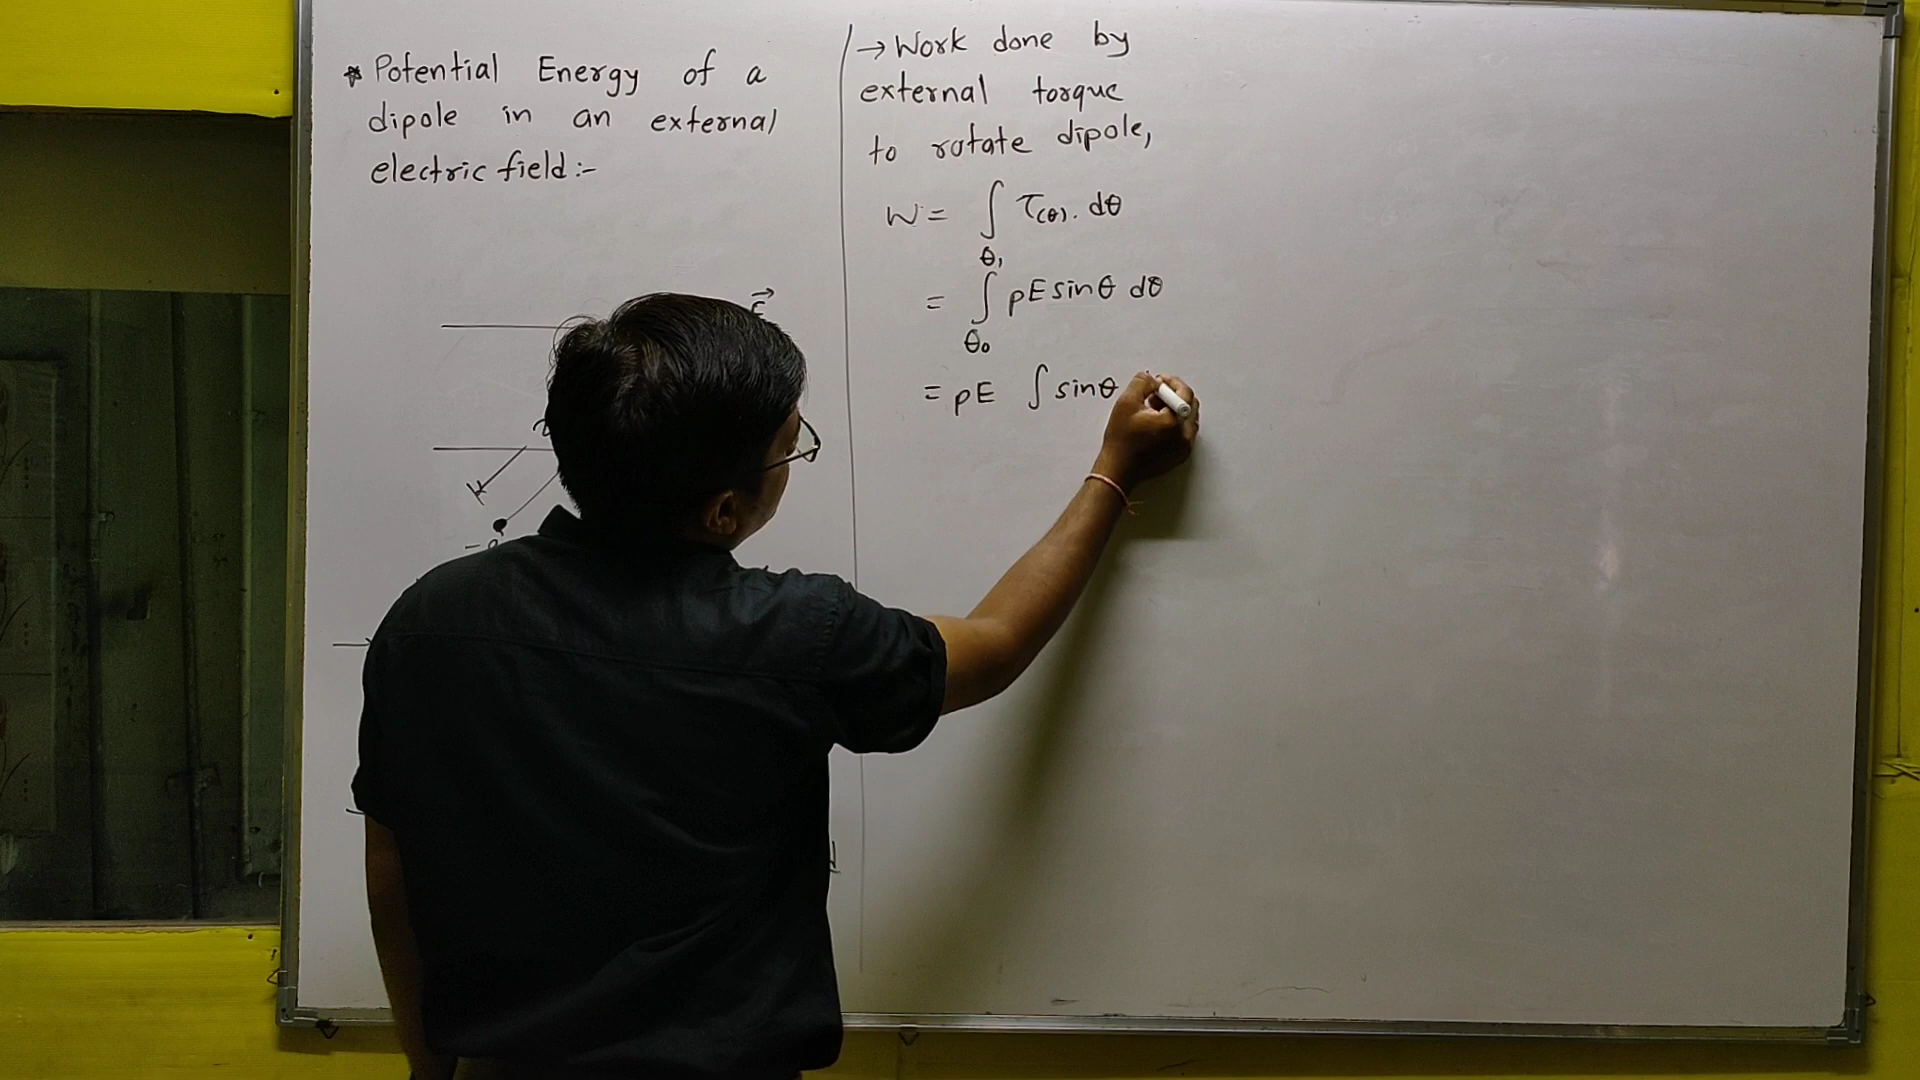 * Potential Energy of a
dipole in an external
electric field :-
E
-q
→ Work done by
external torque
to rotate dipole,
W = ∫ τ(θ). dθ
θ₁
= ∫ pE sinθ dθ
θ₀
= pE ∫ sinθ